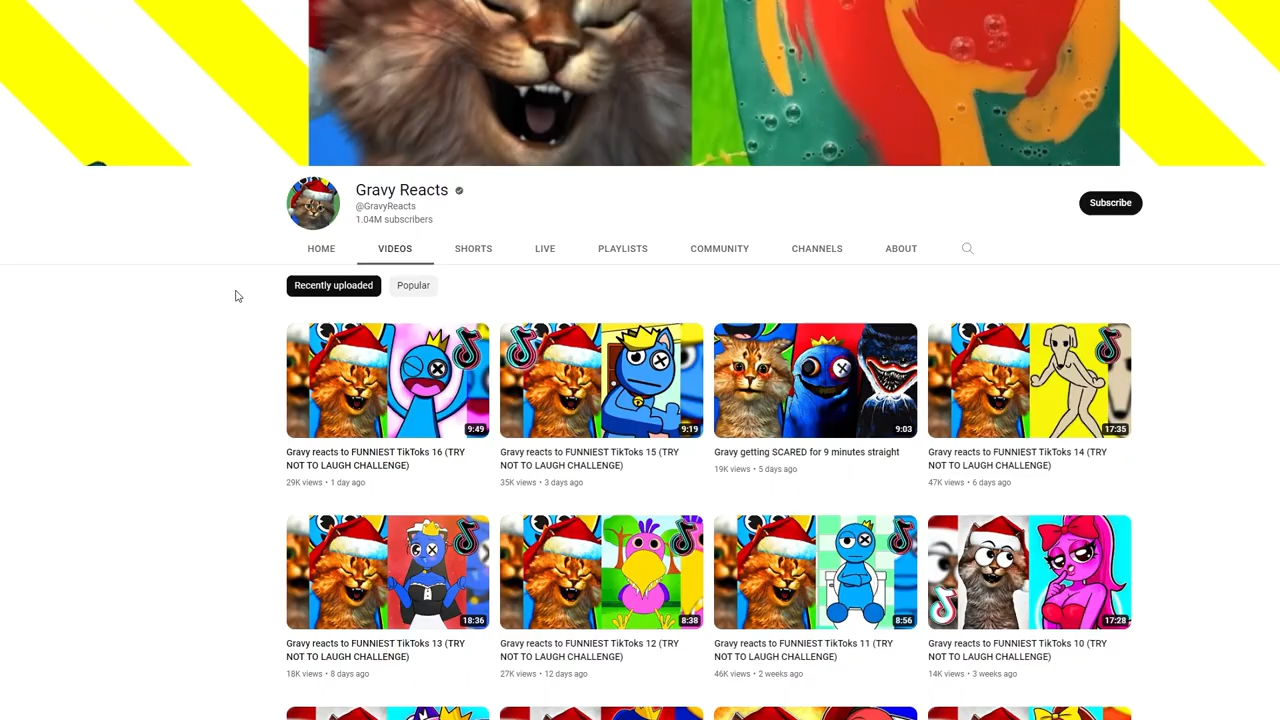 Gravy Reacts
@GravyReacts
1.04M subscribers
Subscribe
HOME VIDEOS SHORTS LIVE PLAYLISTS COMMUNITY CHANNELS ABOUT
Recently uploaded Popular
9:49
9:19
9:03
17:35
Gravy reacts to FUNNIEST TikToks 16 (TRY
NOT TO LAUGH CHALLENGE)
29K views • 1 day ago
Gravy reacts to FUNNIEST TikToks 15 (TRY
NOT TO LAUGH CHALLENGE)
35K views • 3 days ago
Gravy getting SCARED for 9 minutes straight
19K views • 5 days ago
Gravy reacts to FUNNIEST TikToks 14 (TRY
NOT TO LAUGH CHALLENGE)
47K views • 6 days ago
18:36
8:38
8:56
17:28
Gravy reacts to FUNNIEST TikToks 13 (TRY
NOT TO LAUGH CHALLENGE)
18K views • 8 days ago
Gravy reacts to FUNNIEST TikToks 12 (TRY
NOT TO LAUGH CHALLENGE)
27K views • 12 days ago
Gravy reacts to FUNNIEST TikToks 11 (TRY
NOT TO LAUGH CHALLENGE)
46K views • 2 weeks ago
Gravy reacts to FUNNIEST TikToks 10 (TRY
NOT TO LAUGH CHALLENGE)
14K views • 3 weeks ago